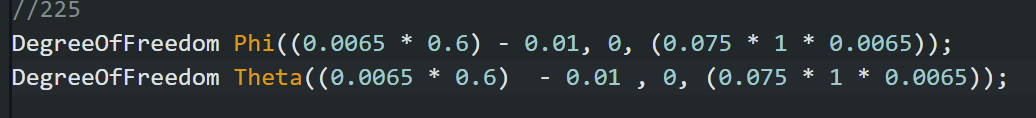 //225
DegreeOfFreedom Phi((0.0065 * 0.6) - 0.01, 0, (0.075 * 1 * 0.0065));
DegreeOfFreedom Theta((0.0065 * 0.6)  - 0.01 , 0, (0.075 * 1 * 0.0065));